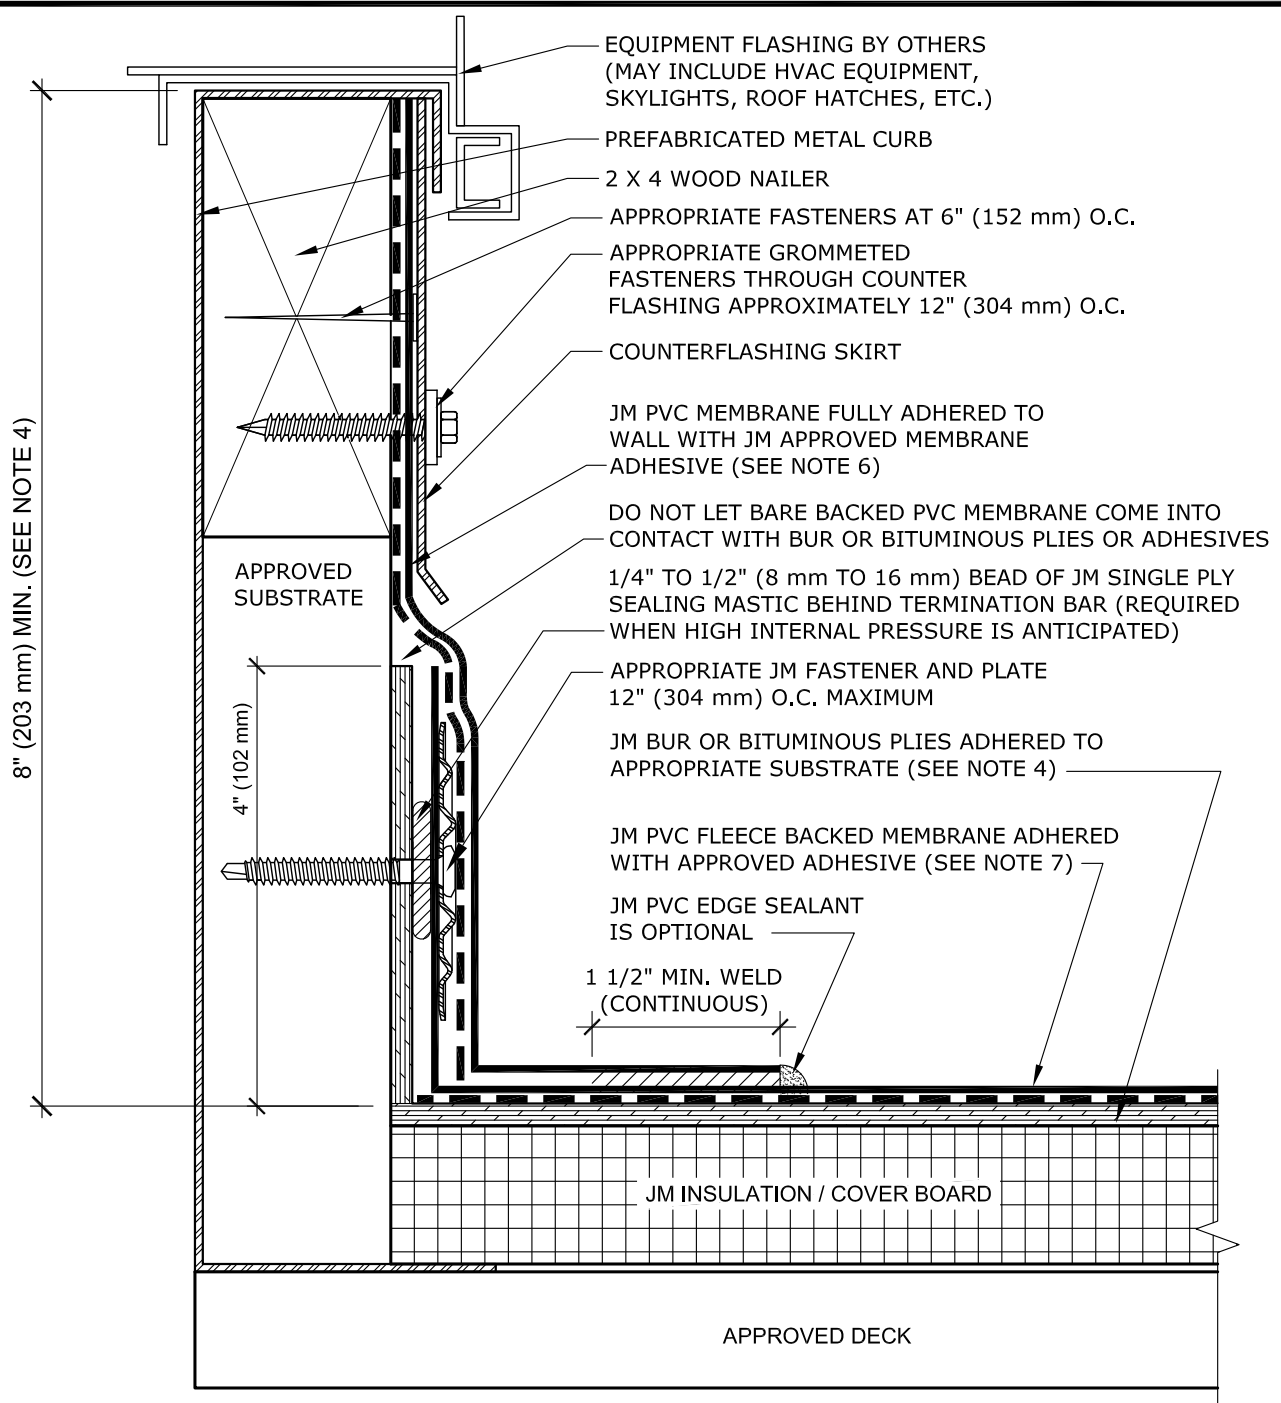 EQUIPMENT FLASHING BY OTHERS
(MAY INCLUDE HVAC EQUIPMENT,
SKYLIGHTS, ROOF HATCHES, ETC.)
PREFABRICATED METAL CURB
2 X 4 WOOD NAILER
APPROPRIATE FASTENERS AT 6" (152 mm) O.C.
APPROPRIATE GROMMETED
FASTENERS THROUGH COUNTER
FLASHING APPROXIMATELY 12" (304 mm) O.C.
COUNTERFLASHING SKIRT
JM PVC MEMBRANE FULLY ADHERED TO
WALL WITH JM APPROVED MEMBRANE
ADHESIVE (SEE NOTE 6)
DO NOT LET BARE BACKED PVC MEMBRANE COME INTO
CONTACT WITH BUR OR BITUMINOUS PLIES OR ADHESIVES
1/4" TO 1/2" (8 mm TO 16 mm) BEAD OF JM SINGLE PLY
SEALING MASTIC BEHIND TERMINATION BAR (REQUIRED
WHEN HIGH INTERNAL PRESSURE IS ANTICIPATED)
APPROPRIATE JM FASTENER AND PLATE
12" (304 mm) O.C. MAXIMUM
JM BUR OR BITUMINOUS PLIES ADHERED TO
APPROPRIATE SUBSTRATE (SEE NOTE 4)
JM PVC FLEECE BACKED MEMBRANE ADHERED
WITH APPROVED ADHESIVE (SEE NOTE 7)
JM PVC EDGE SEALANT
IS OPTIONAL
1 1/2" MIN. WELD
(CONTINUOUS)
8" (203 mm) MIN. (SEE NOTE 4)
APPROVED
SUBSTRATE
4" (102 mm)
JM INSULATION / COVER BOARD
APPROVED DECK